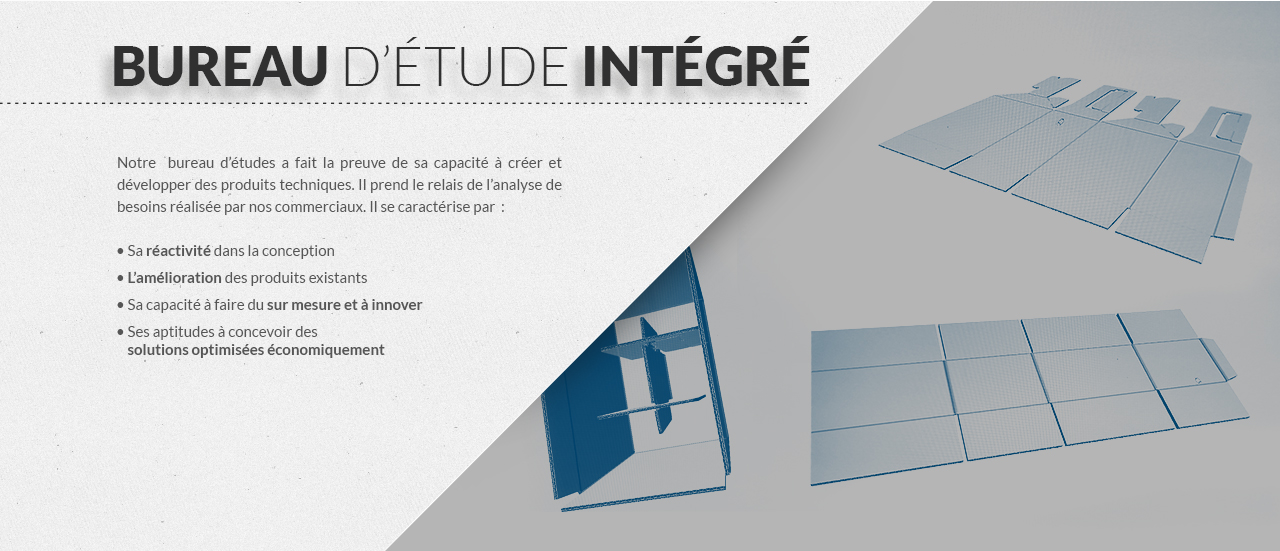 BUREAU D’ÉTUDE INTÉGRÉ
Notre bureau d’études a fait la preuve de sa capacité à créer et
développer des produits techniques. Il prend le relais de l’analyse de
besoins réalisée par nos commerciaux. Il se caractérise par :
• Sa réactivité dans la conception
• L’amélioration des produits existants
• Sa capacité à faire du sur mesure et à innover
• Ses aptitudes à concevoir des
solutions optimisées économiquement